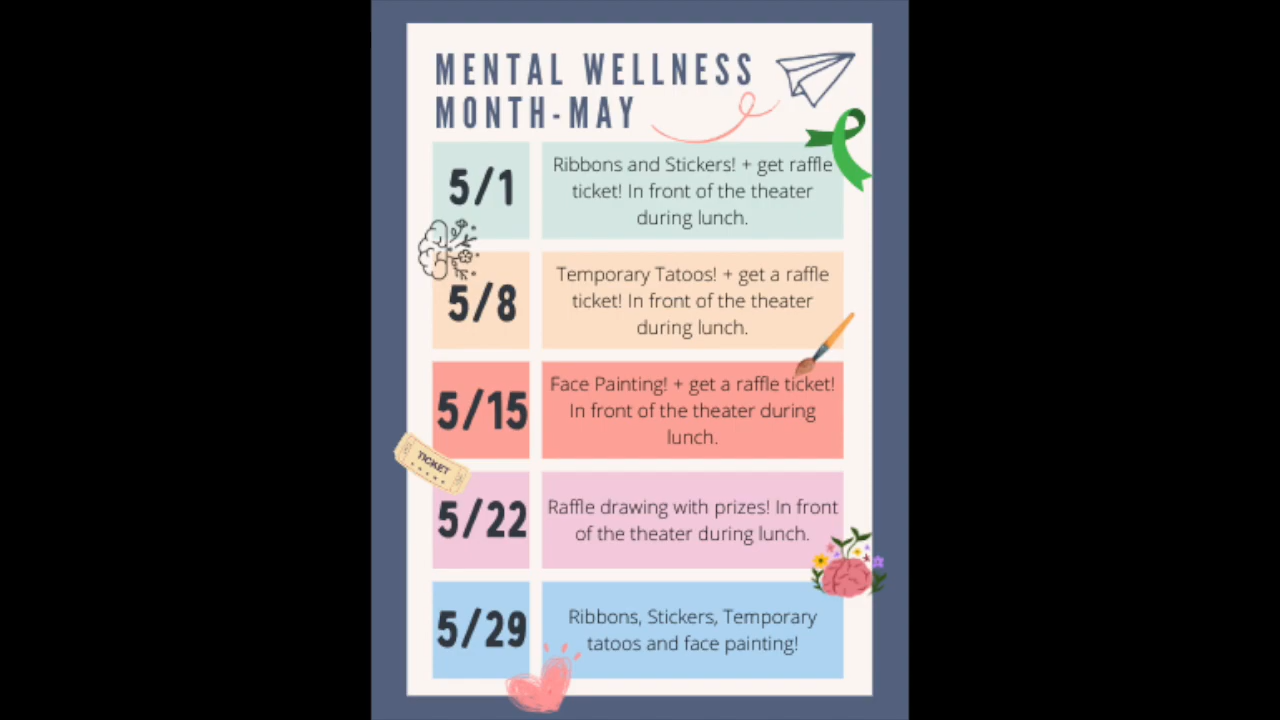 MENTAL WELLNESS
MONTH-MAY
5/1
Ribbons and Stickers! + get raffle
ticket! In front of the theater
during lunch.
5/8
Temporary Tatoos! + get a raffle
ticket! In front of the theater
during lunch.
5/15
Face Painting! + get a raffle ticket!
In front of the theater during
lunch.
TICKET
5/22
Raffle drawing with prizes! In front
of the theater during lunch.
5/29
Ribbons, Stickers, Temporary
tatoos and face painting!